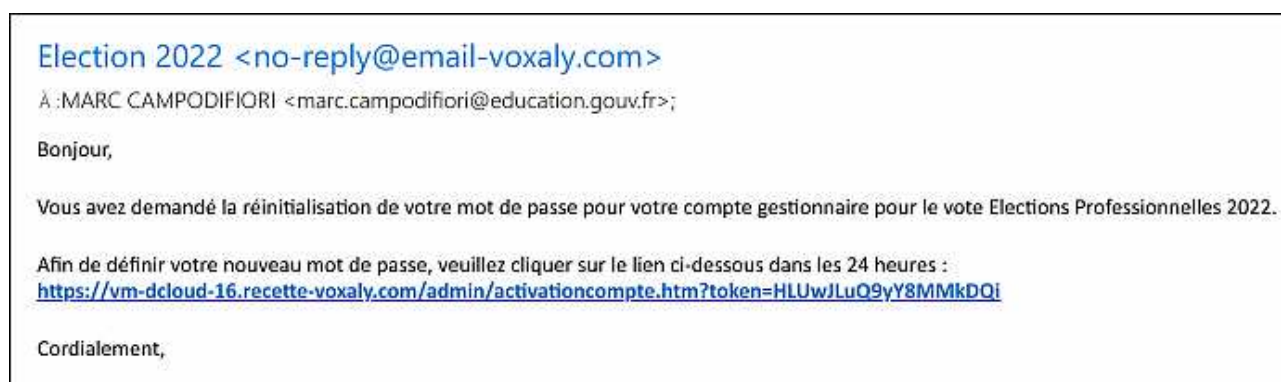 Election 2022 <no-reply@email-voxaly.com>
À :MARC CAMPODIFIORI <marc.campodifiori@education.gouv.fr>;
Bonjour,
Vous avez demandé la réinitialisation de votre mot de passe pour votre compte gestionnaire pour le vote Elections Professionnelles 2022.
Afin de définir votre nouveau mot de passe, veuillez cliquer sur le lien ci-dessous dans les 24 heures :
https://vm-dcloud-16.recette-voxaly.com/admin/activationcompte.htm?token=HLUwJLuQ9yY8MMkDQi
Cordialement,